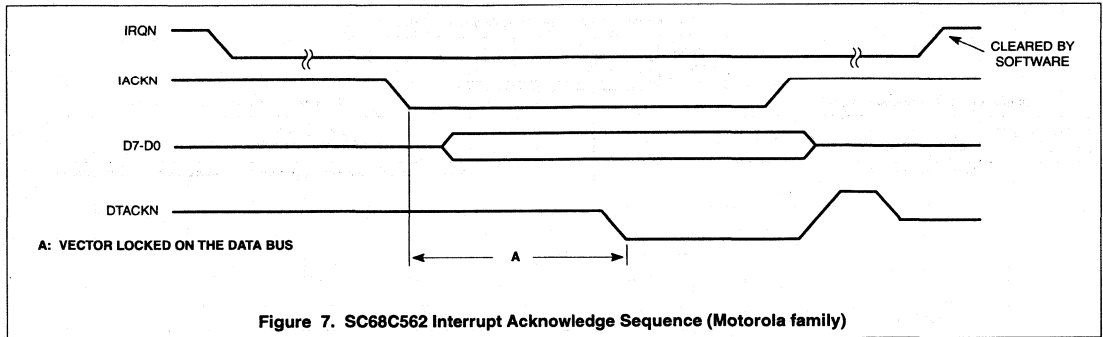 IRQN
CLEARED BY
SOFTWARE
IACKN
D7-D0
DTACKN
A: VECTOR LOCKED ON THE DATA BUS
A
Figure 7. SC68C562 Interrupt Acknowledge Sequence (Motorola family)